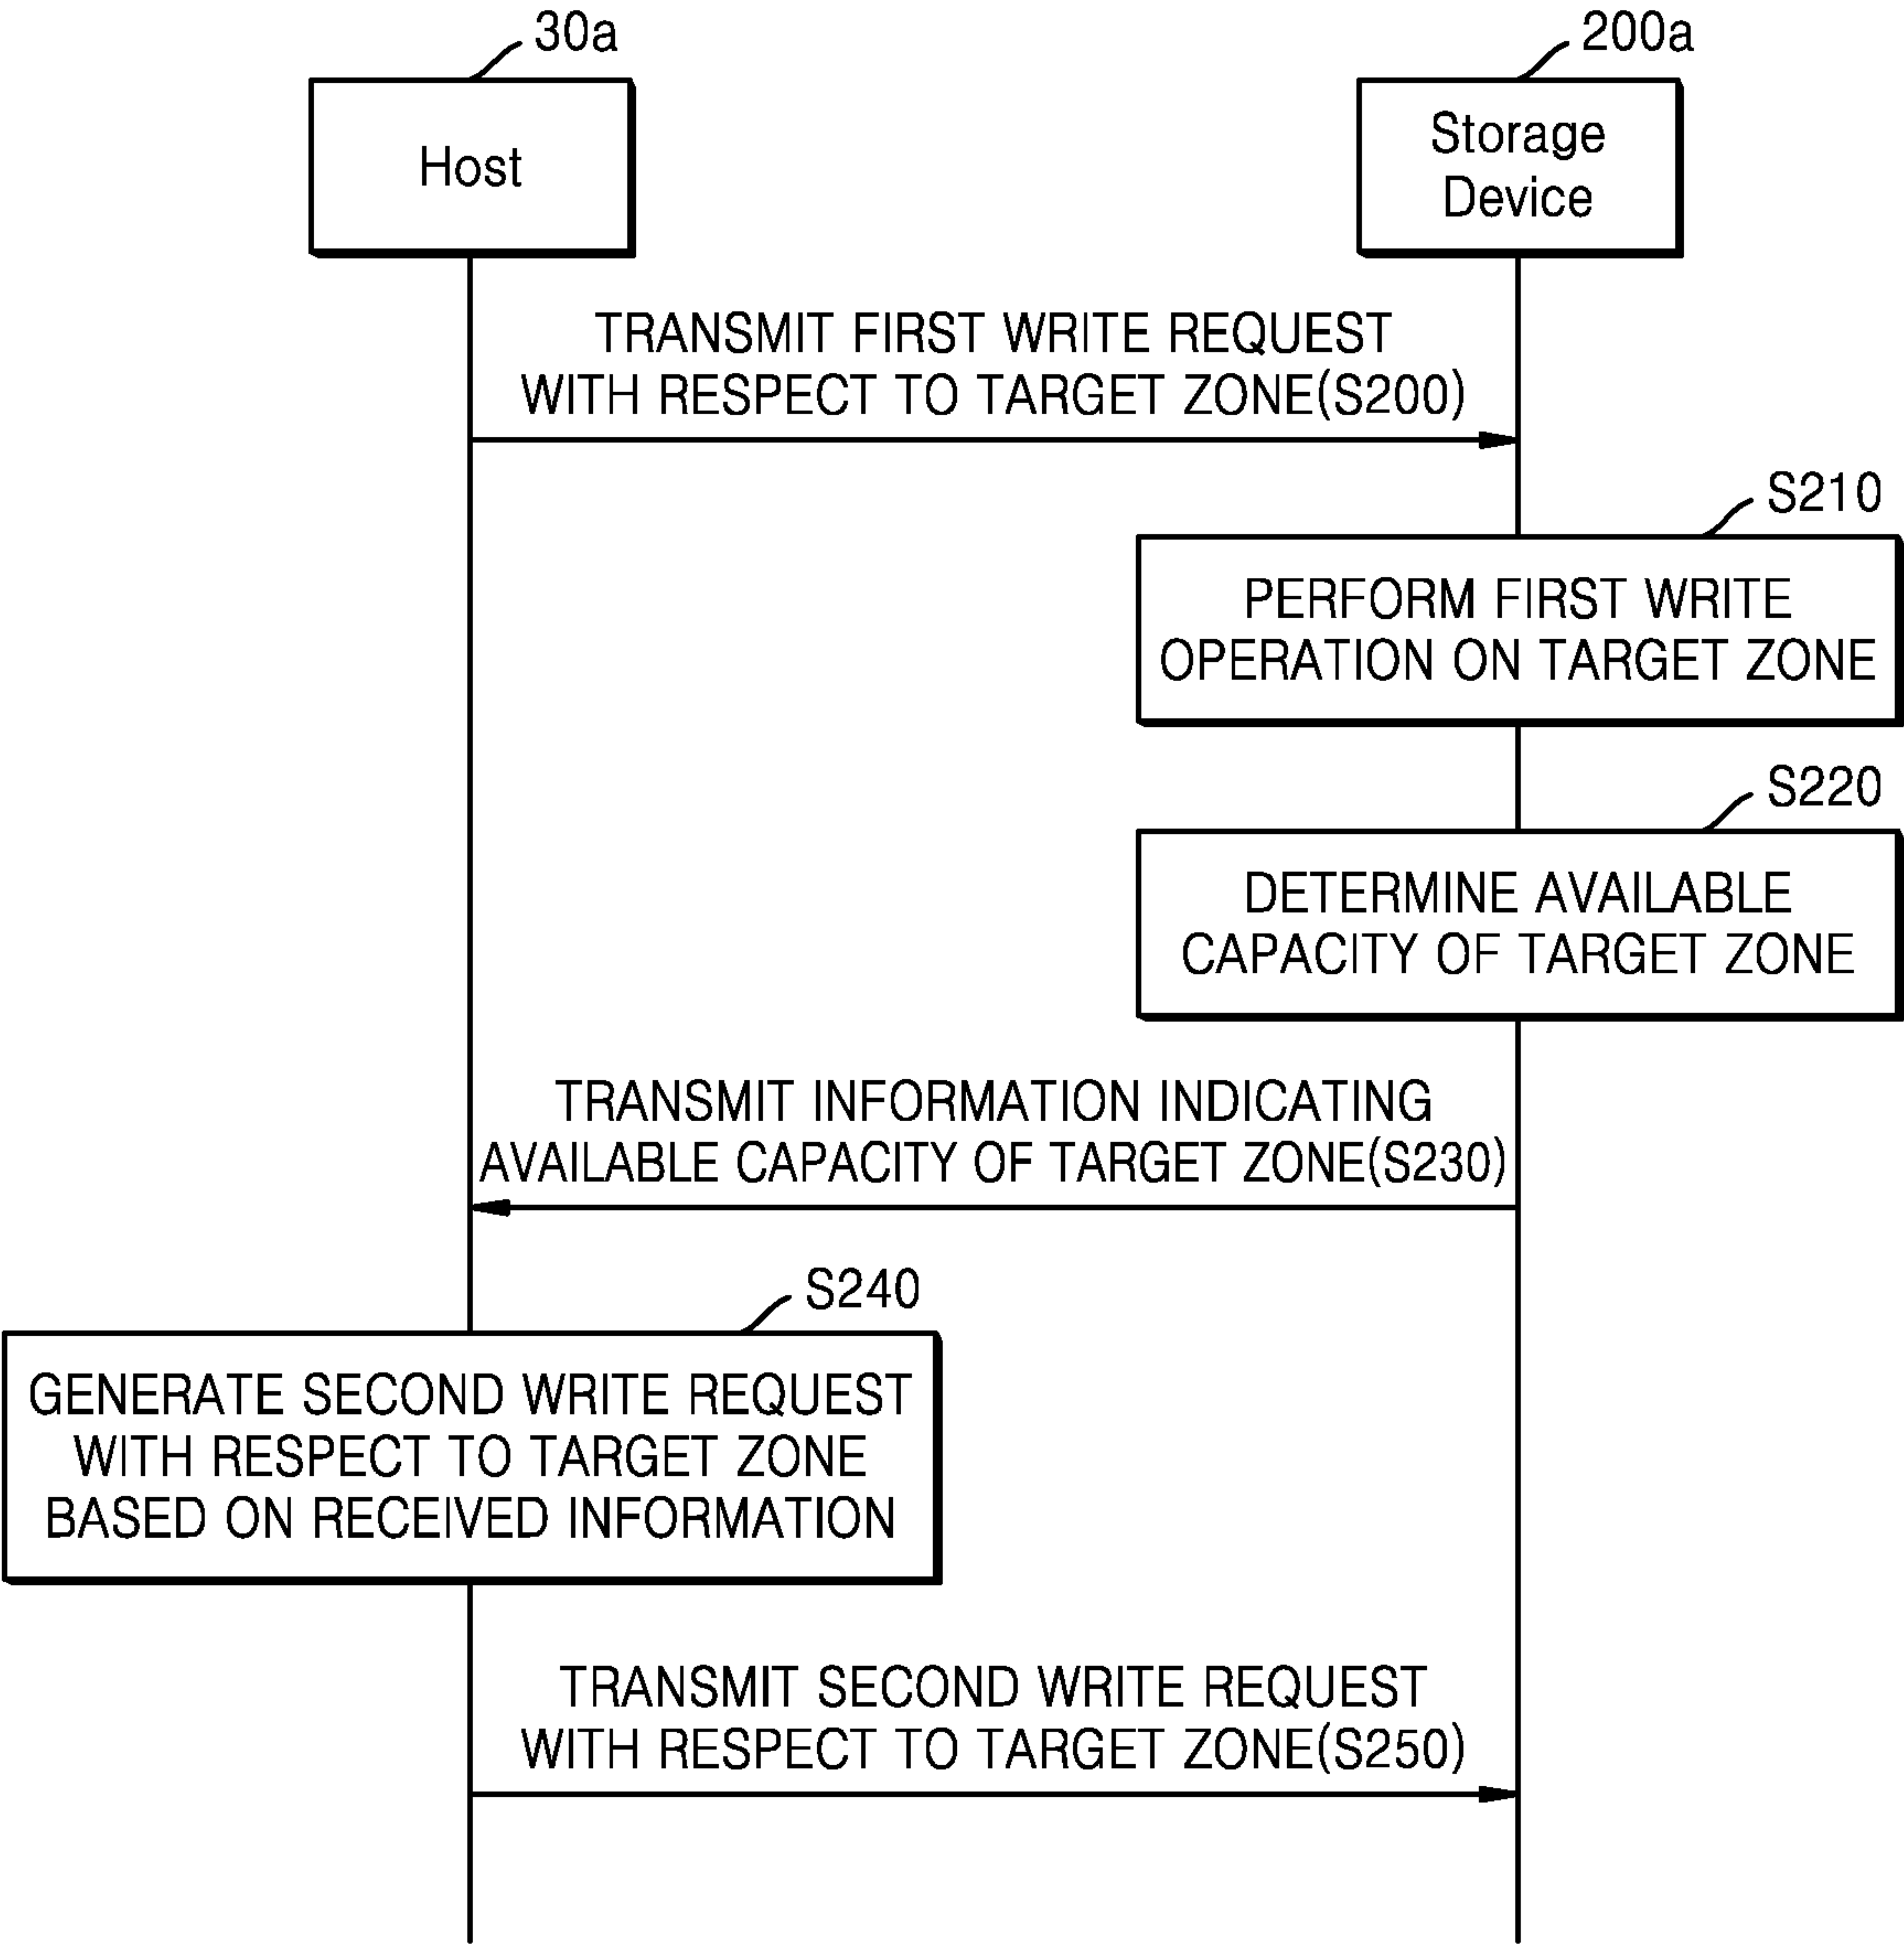 30a
200a
Host
Storage
Device
TRANSMIT FIRST WRITE REQUEST
WITH RESPECT TO TARGET ZONE(S200)
S210
PERFORM FIRST WRITE
OPERATION ON TARGET ZONE
S220
DETERMINE AVAILABLE
CAPACITY OF TARGET ZONE
TRANSMIT INFORMATION INDICATING
AVAILABLE CAPACITY OF TARGET ZONE(S230)
S240
GENERATE SECOND WRITE REQUEST
WITH RESPECT TO TARGET ZONE
BASED ON RECEIVED INFORMATION
TRANSMIT SECOND WRITE REQUEST
WITH RESPECT TO TARGET ZONE(S250)